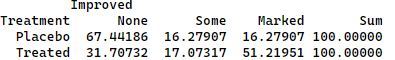 Improved
Treatment None Some Marked Sum
Placebo 67.44186 16.27907 16.27907 100.00000
Treated 31.70732 17.07317 51.21951 100.00000